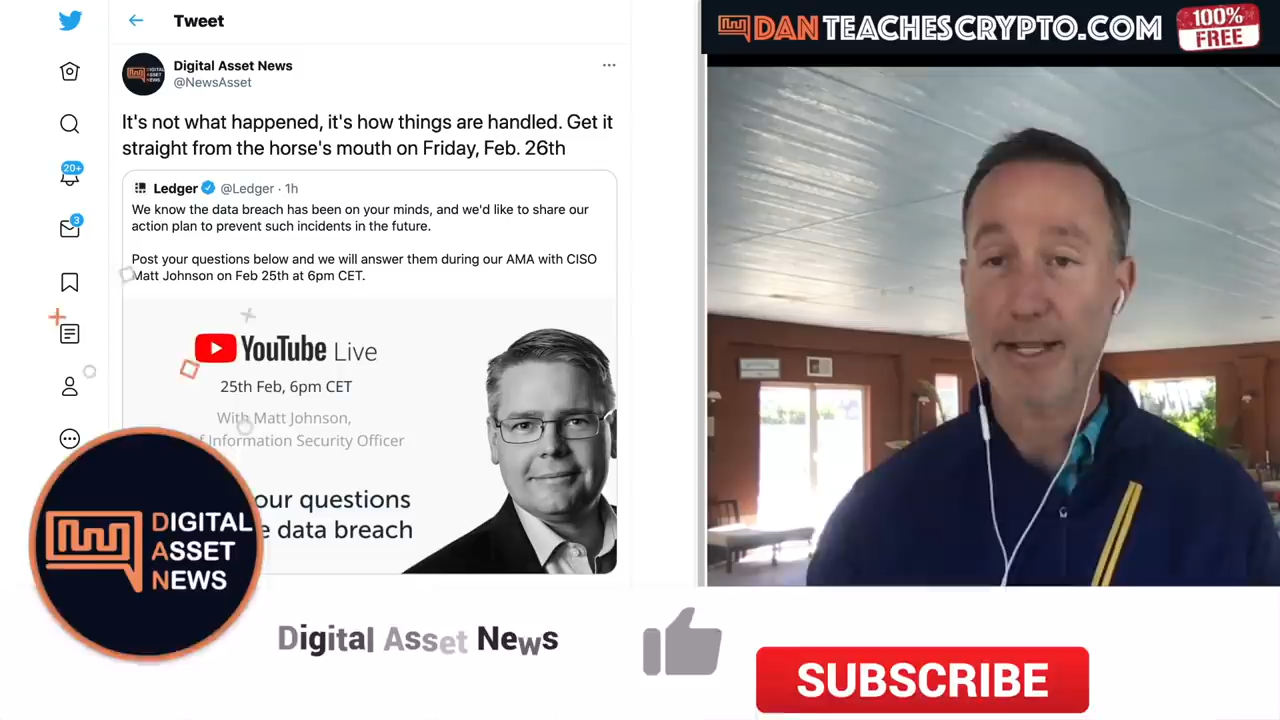 Tweet
Digital Asset News
@NewsAsset
It's not what happened, it's how things are handled. Get it
straight from the horse's mouth on Friday, Feb. 26th
Ledger @Ledger · 1h
We know the data breach has been on your minds, and we'd like to share our
action plan to prevent such incidents in the future.
Post your questions below and we will answer them during our AMA with CISO
Matt Johnson on Feb 25th at 6pm CET.
YouTube Live
25th Feb, 6pm CET
With Matt Johnson,
Information Security Officer
our questions
data breach
20+
3
DIGITAL
ASSET
NEWS
Digital Asset News
DANTEACHESCRYPTO.COM
100%
FREE
SUBSCRIBE